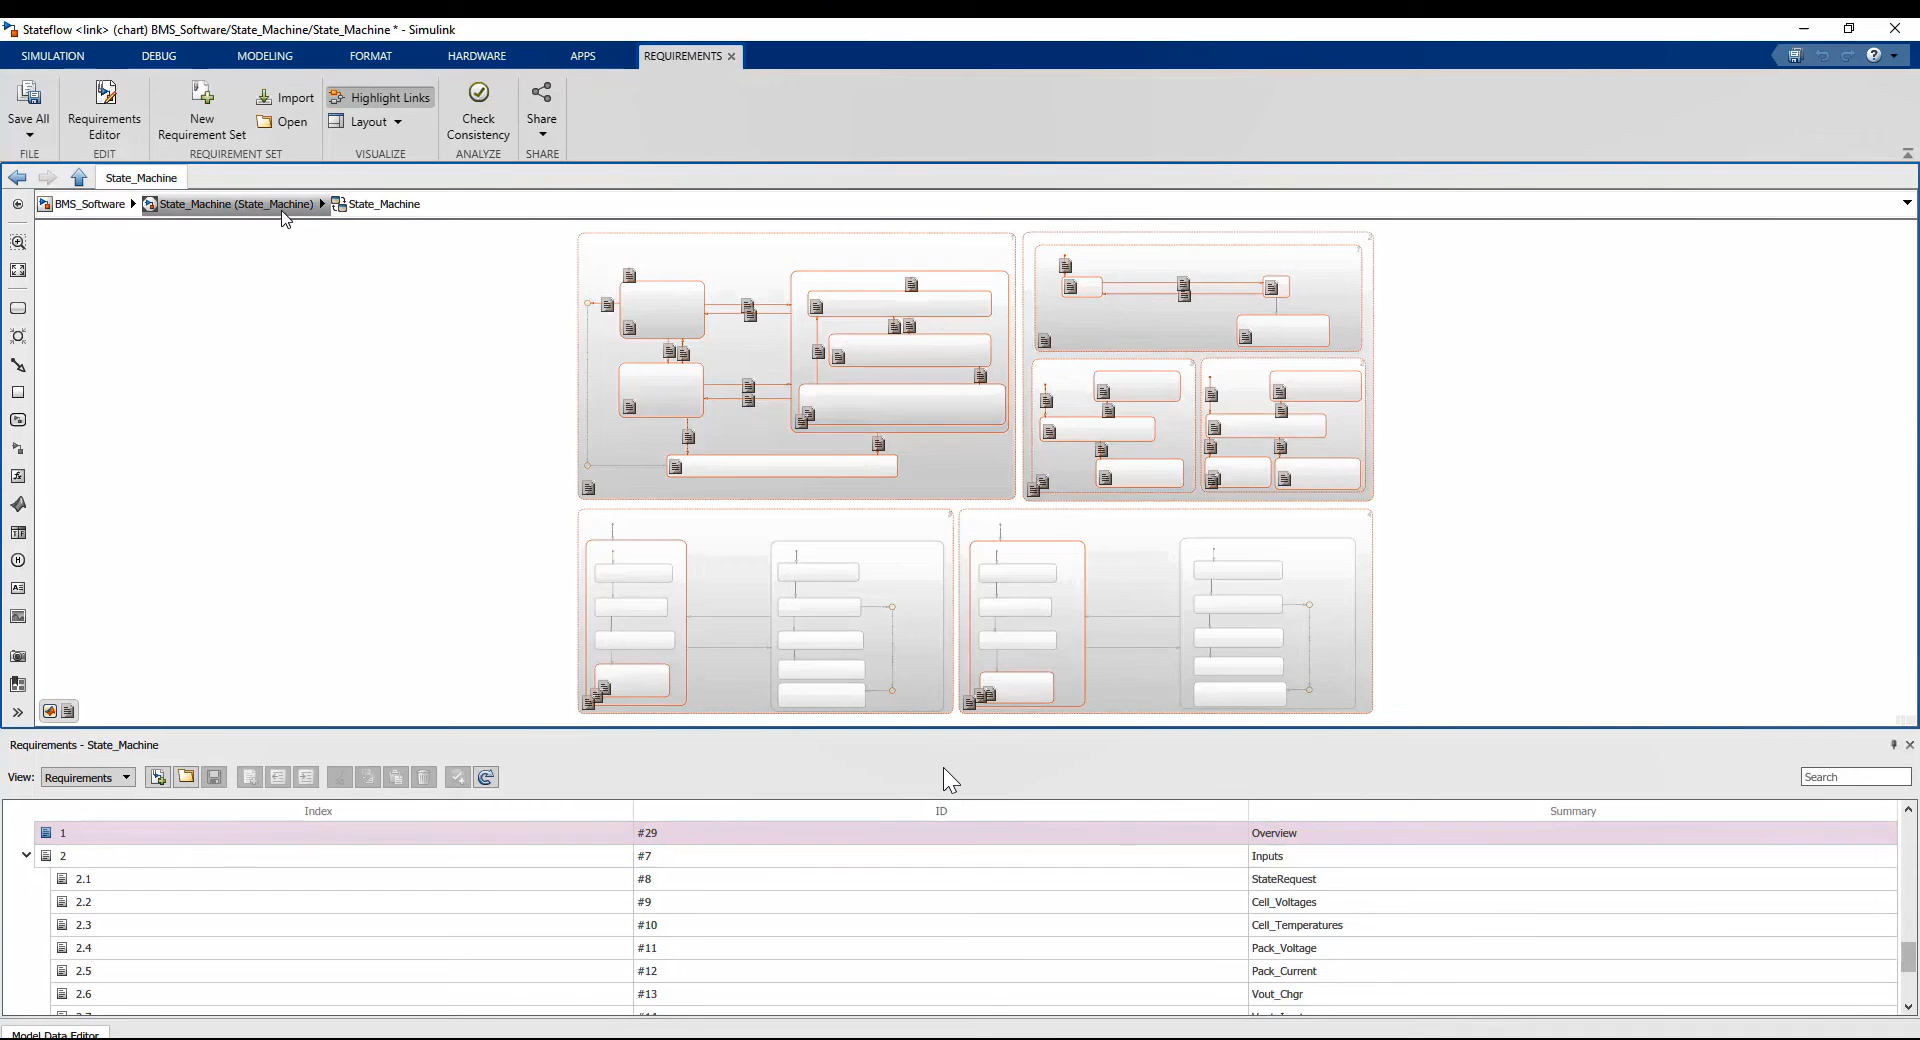 Stateflow <link> (chart) BMS_Software/State_Machine/State_Machine * - Simulink
SIMULATION DEBUG MODELING FORMAT HARDWARE APPS REQUIREMENTS
Save All
Requirements Editor
New Requirement Set
Import
Open
Highlight Links
Layout
Check Consistency
Share
FILE EDIT REQUIREMENT SET VISUALIZE ANALYZE SHARE
State_Machine
BMS_Software State_Machine (State_Machine) State_Machine
Requirements - State_Machine
View: Requirements Search
Index ID Summary
1 #29 Overview
2 #7 Inputs
2.1 #8 StateRequest
2.2 #9 Cell_Voltages
2.3 #10 Cell_Temperatures
2.4 #11 Pack_Voltage
2.5 #12 Pack_Current
2.6 #13 Vout_Chgr
Model Data Editor